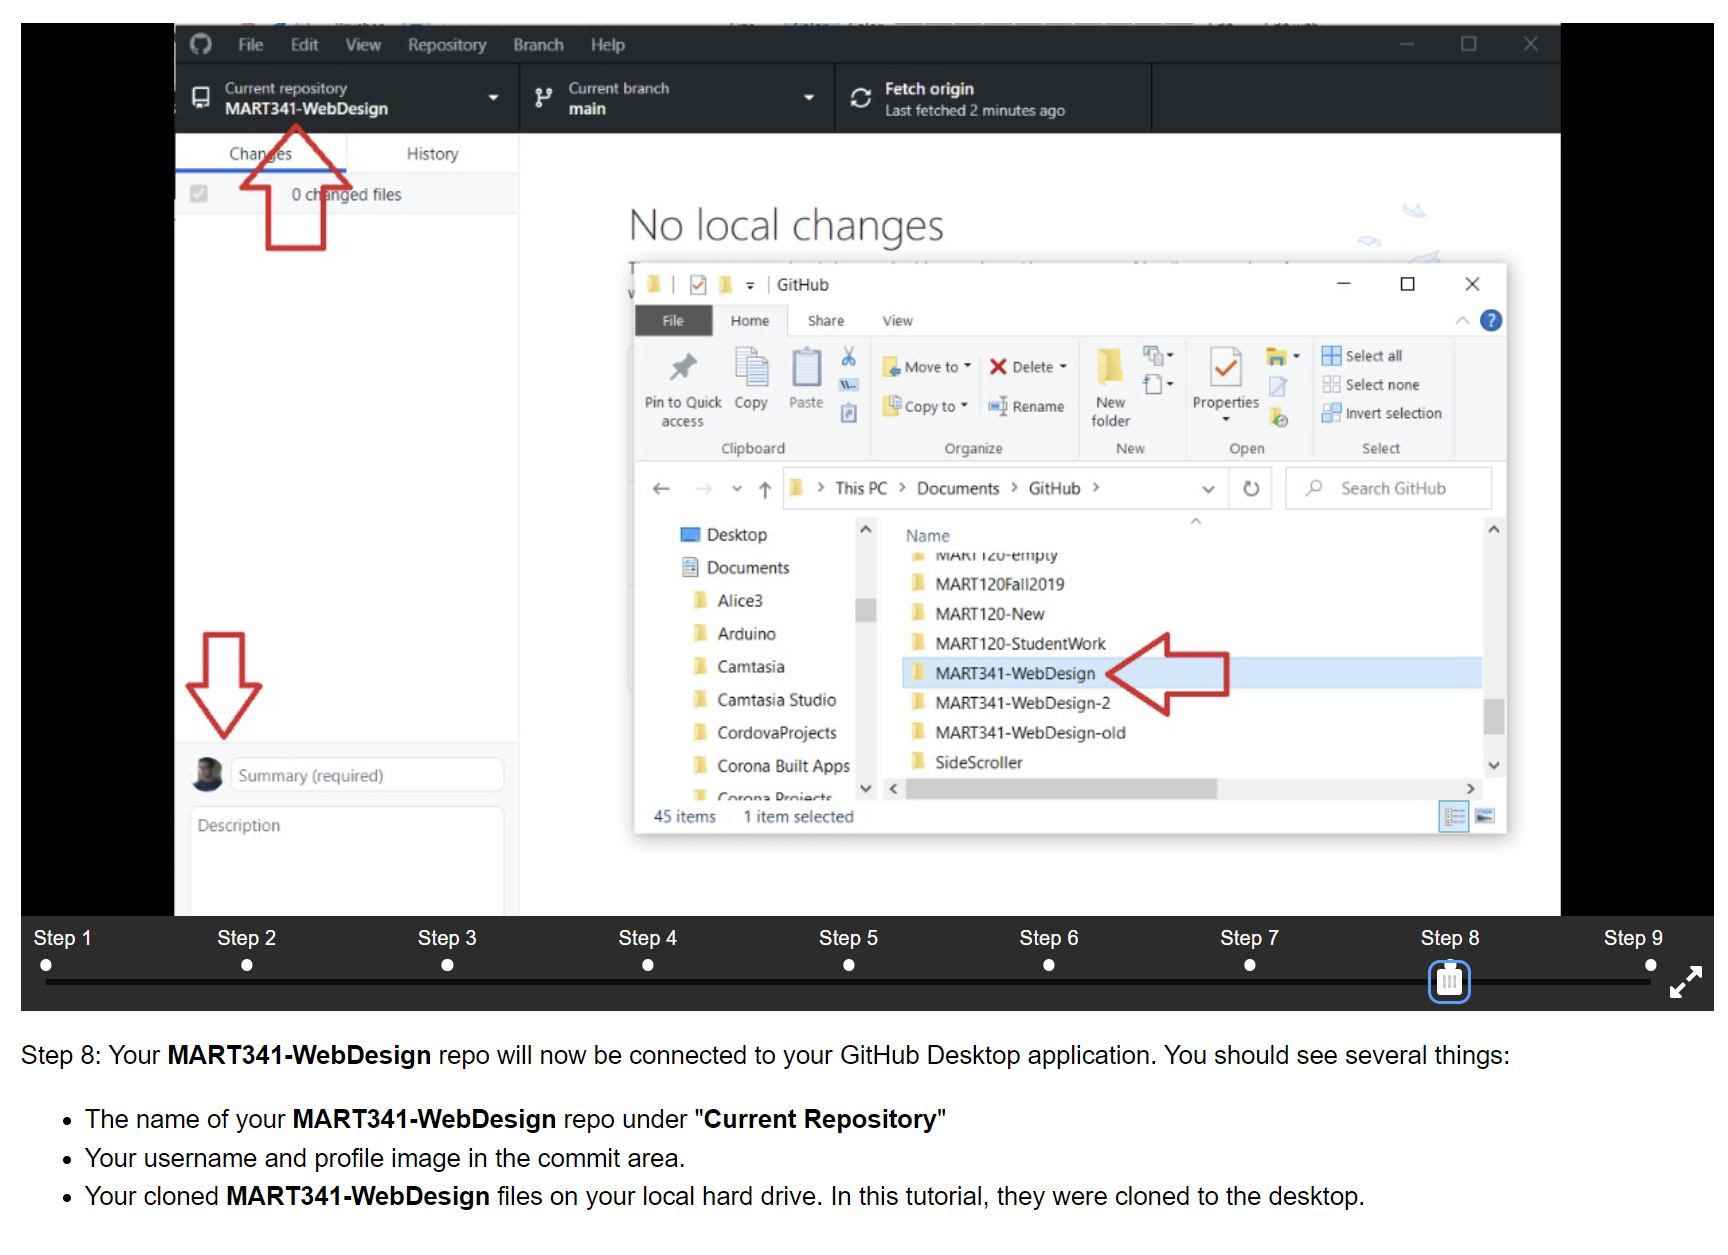 File Edit View Repository Branch Help
Current repository
MART341-WebDesign
Current branch
main
Fetch origin
Last fetched 2 minutes ago
Changes History
0 changed files
No local changes
GitHub
File Home Share View
Pin to Quick access
Copy
Paste
Clipboard
Move to
Copy to
Delete
Rename
Organize
New folder
New
Properties
Open
Select all
Select none
Invert selection
Select
This PC > Documents > GitHub >
Search GitHub
Desktop
Documents
Alice3
Arduino
Camtasia
Camtasia Studio
CordovaProjects
Corona Built Apps
Corona Projects
Name
MART120-empty
MART120Fall2019
MART120-New
MART120-StudentWork
MART341-WebDesign
MART341-WebDesign-2
MART341-WebDesign-old
SideScroller
45 items 1 item selected
Summary (required)
Description
Step 1 Step 2 Step 3 Step 4 Step 5 Step 6 Step 7 Step 8 Step 9
Step 8: Your MART341-WebDesign repo will now be connected to your GitHub Desktop application. You should see several things:
• The name of your MART341-WebDesign repo under "Current Repository"
• Your username and profile image in the commit area.
• Your cloned MART341-WebDesign files on your local hard drive. In this tutorial, they were cloned to the desktop.